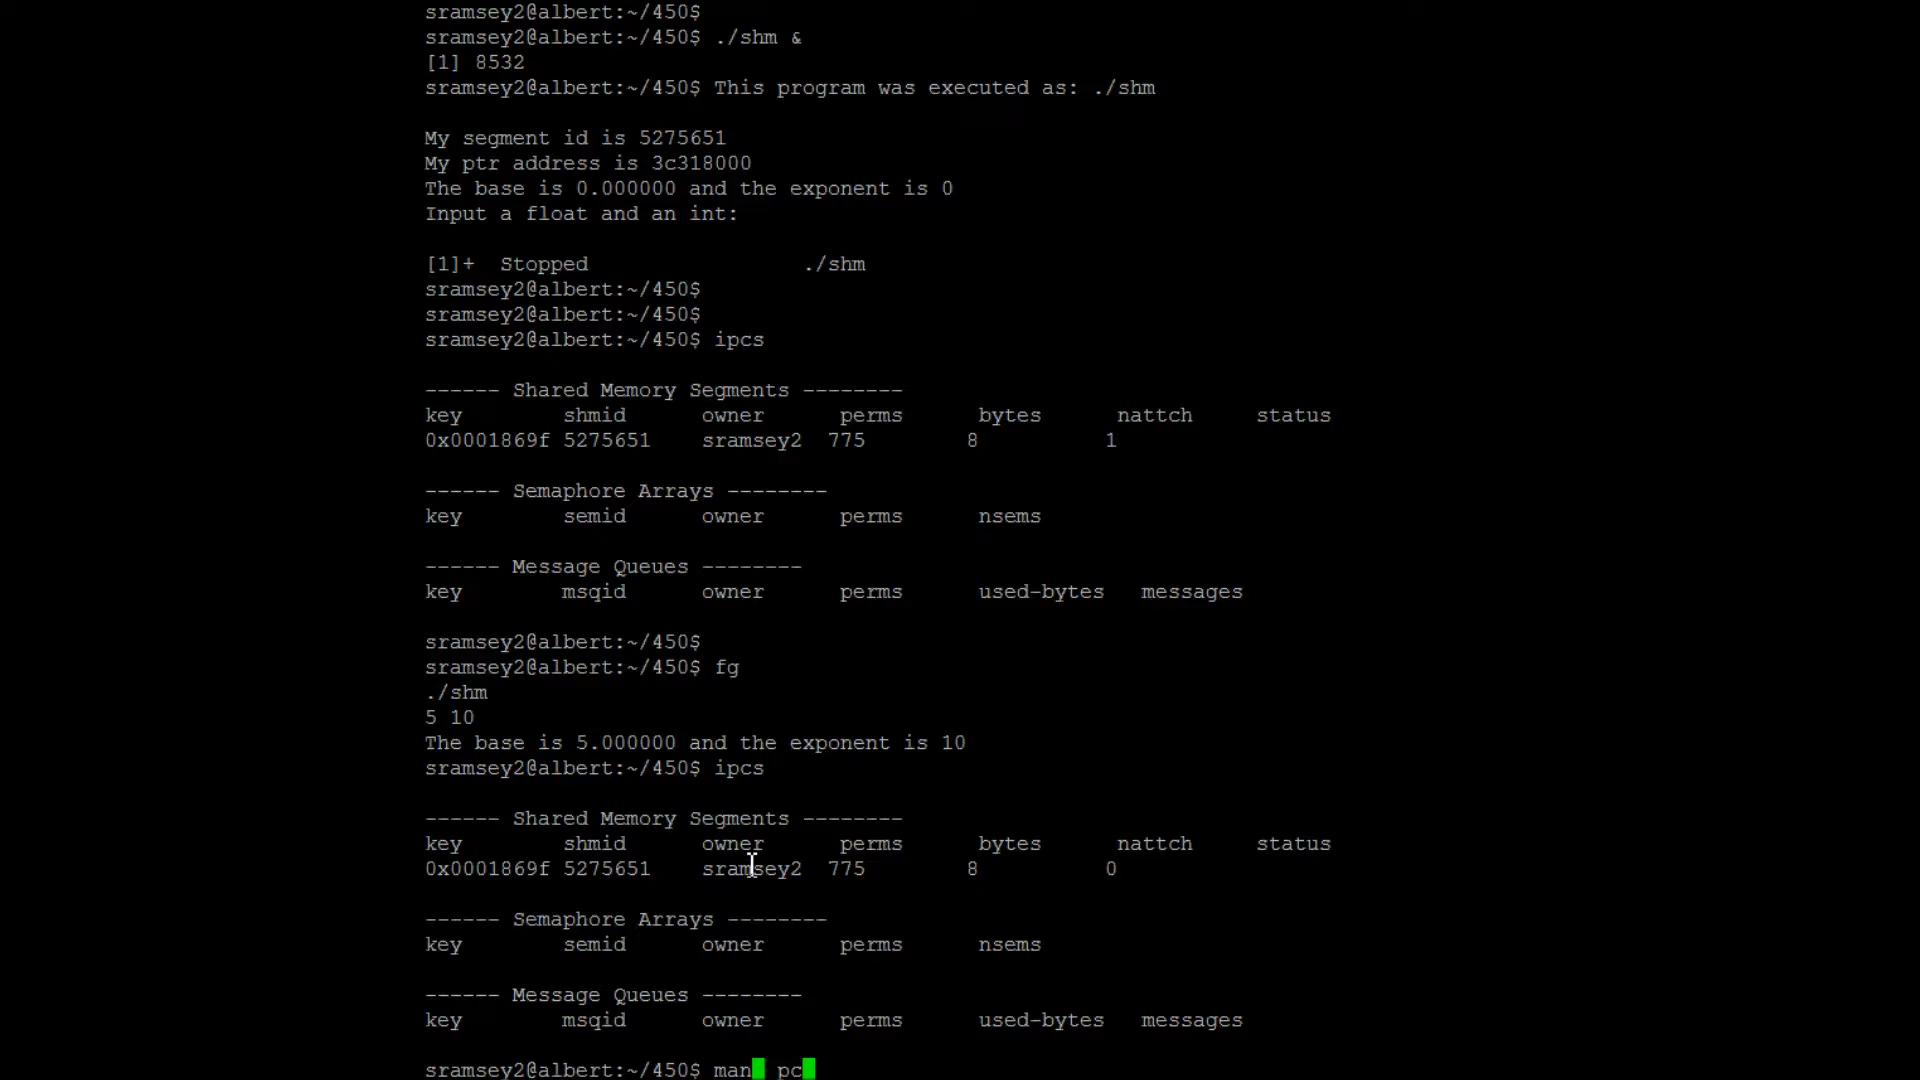 sramsey2@albert:~/450$
sramsey2@albert:~/450$ ./shm &
[1] 8532
sramsey2@albert:~/450$ This program was executed as: ./shm
My segment id is 5275651
My ptr address is 3c318000
The base is 0.000000 and the exponent is 0
Input a float and an int:
[1]+  Stopped                 ./shm
sramsey2@albert:~/450$
sramsey2@albert:~/450$
sramsey2@albert:~/450$ ipcs
------ Shared Memory Segments --------
key        shmid      owner      perms      bytes      nattch     status
0x0001869f 5275651    sramsey2  775        8          1
------ Semaphore Arrays --------
key        semid      owner      perms      nsems
------ Message Queues --------
key        msqid      owner      perms      used-bytes   messages
sramsey2@albert:~/450$
sramsey2@albert:~/450$ fg
./shm
5 10
The base is 5.000000 and the exponent is 10
sramsey2@albert:~/450$ ipcs
------ Shared Memory Segments --------
key        shmid      owner      perms      bytes      nattch     status
0x0001869f 5275651    sramsey2  775        8          0
------ Semaphore Arrays --------
key        semid      owner      perms      nsems
------ Message Queues --------
key        msqid      owner      perms      used-bytes   messages
sramsey2@albert:~/450$ man pc